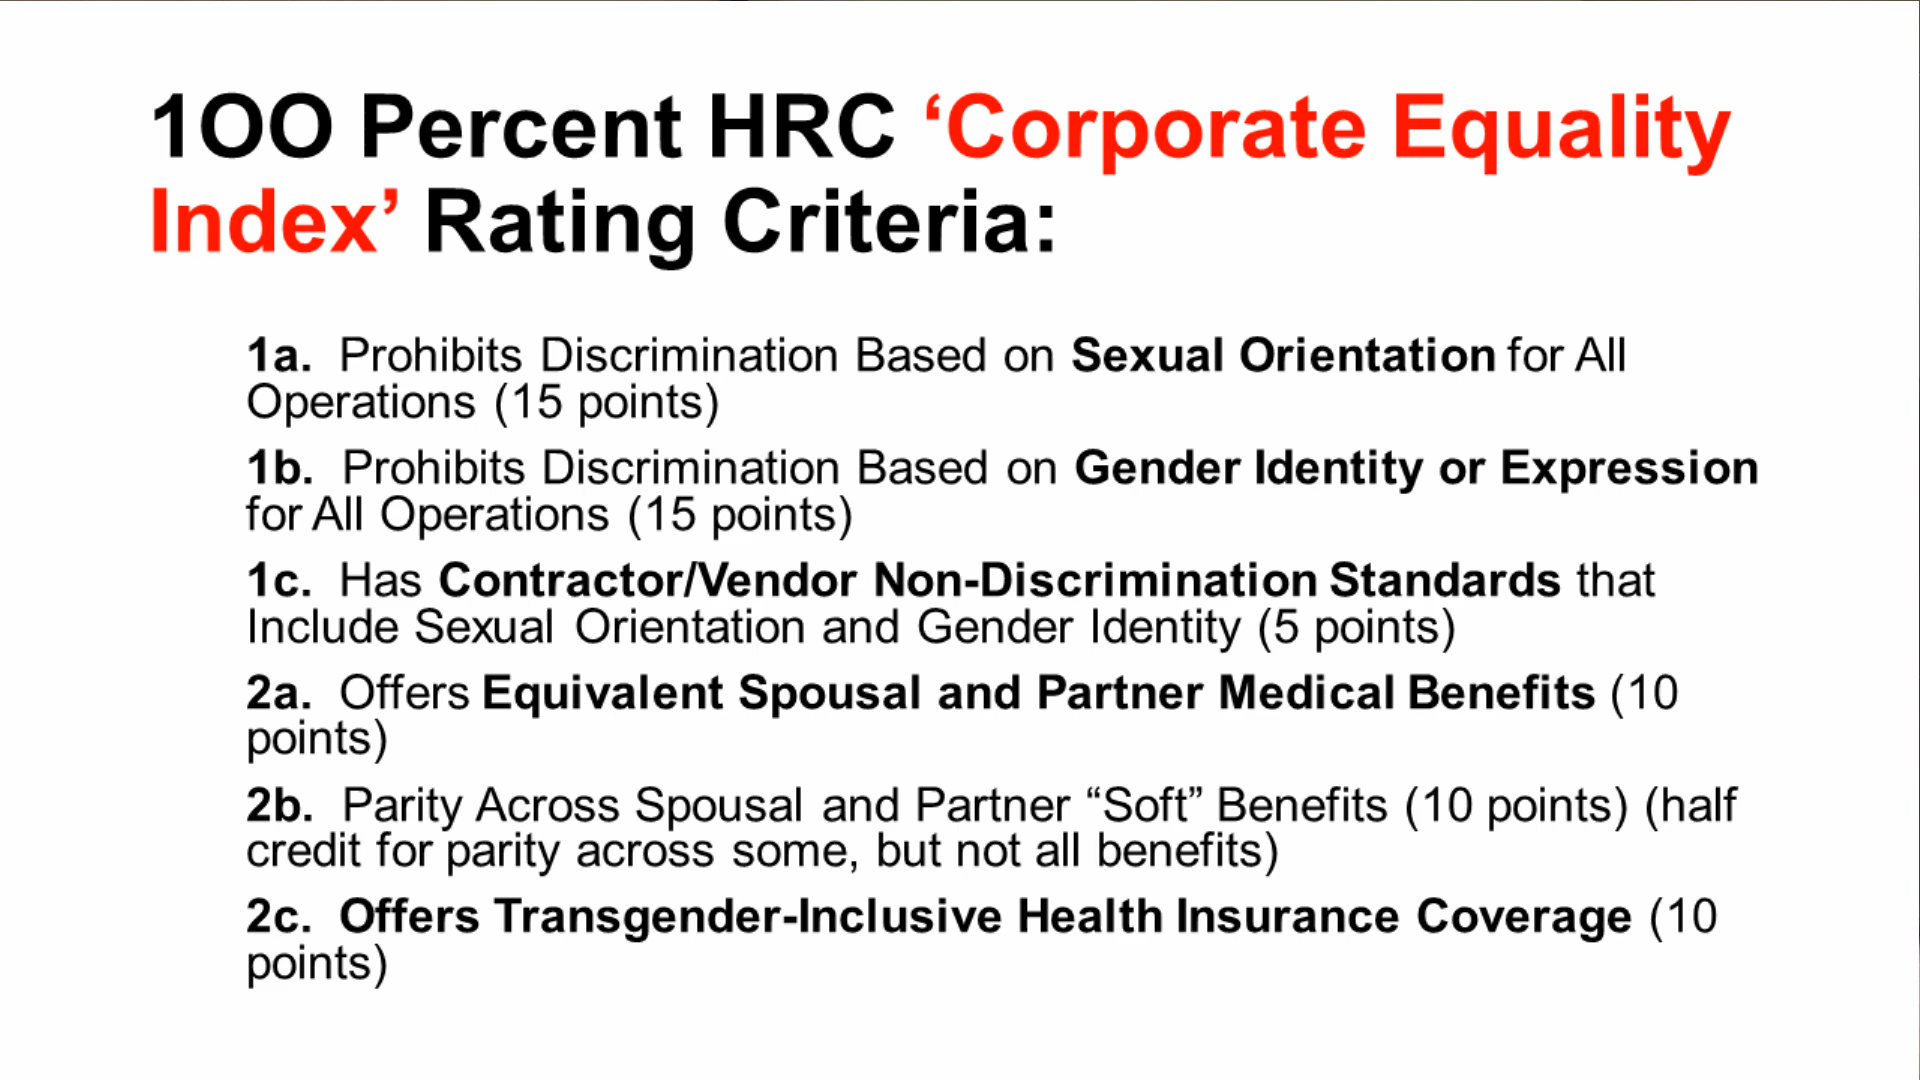 1OO Percent HRC ‘Corporate Equality
Index’ Rating Criteria:
1a. Prohibits Discrimination Based on Sexual Orientation for All
Operations (15 points)
1b. Prohibits Discrimination Based on Gender Identity or Expression
for All Operations (15 points)
1c. Has Contractor/Vendor Non-Discrimination Standards that
Include Sexual Orientation and Gender Identity (5 points)
2a. Offers Equivalent Spousal and Partner Medical Benefits (10
points)
2b. Parity Across Spousal and Partner “Soft” Benefits (10 points) (half
credit for parity across some, but not all benefits)
2c. Offers Transgender-Inclusive Health Insurance Coverage (10
points)